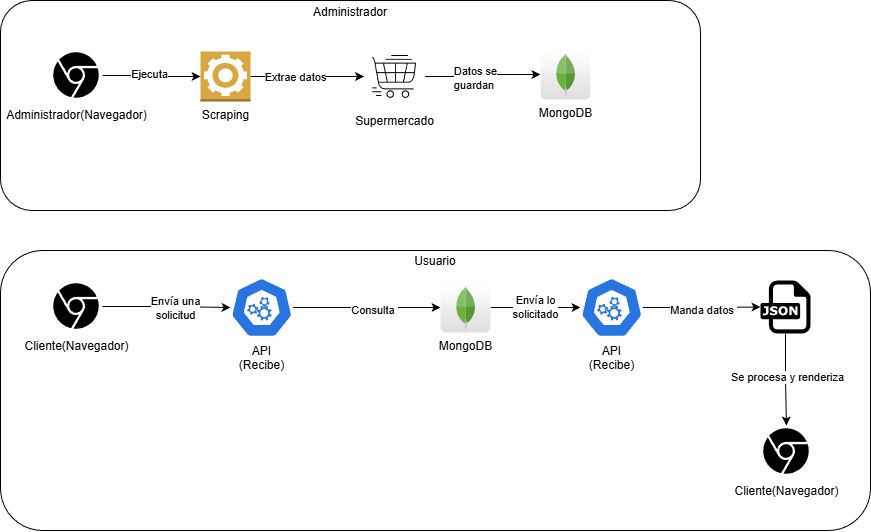 Administrador
Ejecuta
Extrae datos
Datos se
guardan
Administrador(Navegador)
Scraping
Supermercado
MongoDB
Usuario
Envía una
solicitud
Consulta
Envía lo
solicitado
Manda datos
JSON
Cliente(Navegador)
API
(Recibe)
MongoDB
API
(Recibe)
Se procesa y renderiza
Cliente(Navegador)